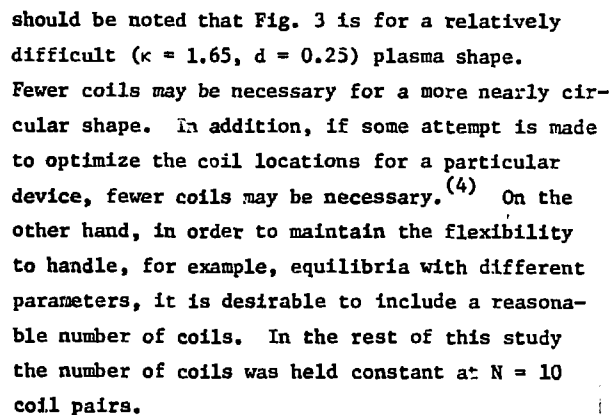 should be noted that Fig. 3 is for a relatively
difficult (κ = 1.65, d = 0.25) plasma shape.
Fewer coils may be necessary for a more nearly cir-
cular shape. In addition, if some attempt is made
to optimize the coil locations for a particular
device, fewer coils may be necessary.(4) On the
other hand, in order to maintain the flexibility
to handle, for example, equilibria with different
parameters, it is desirable to include a reasona-
ble number of coils. In the rest of this study
the number of coils was held constant at N = 10
coil pairs.